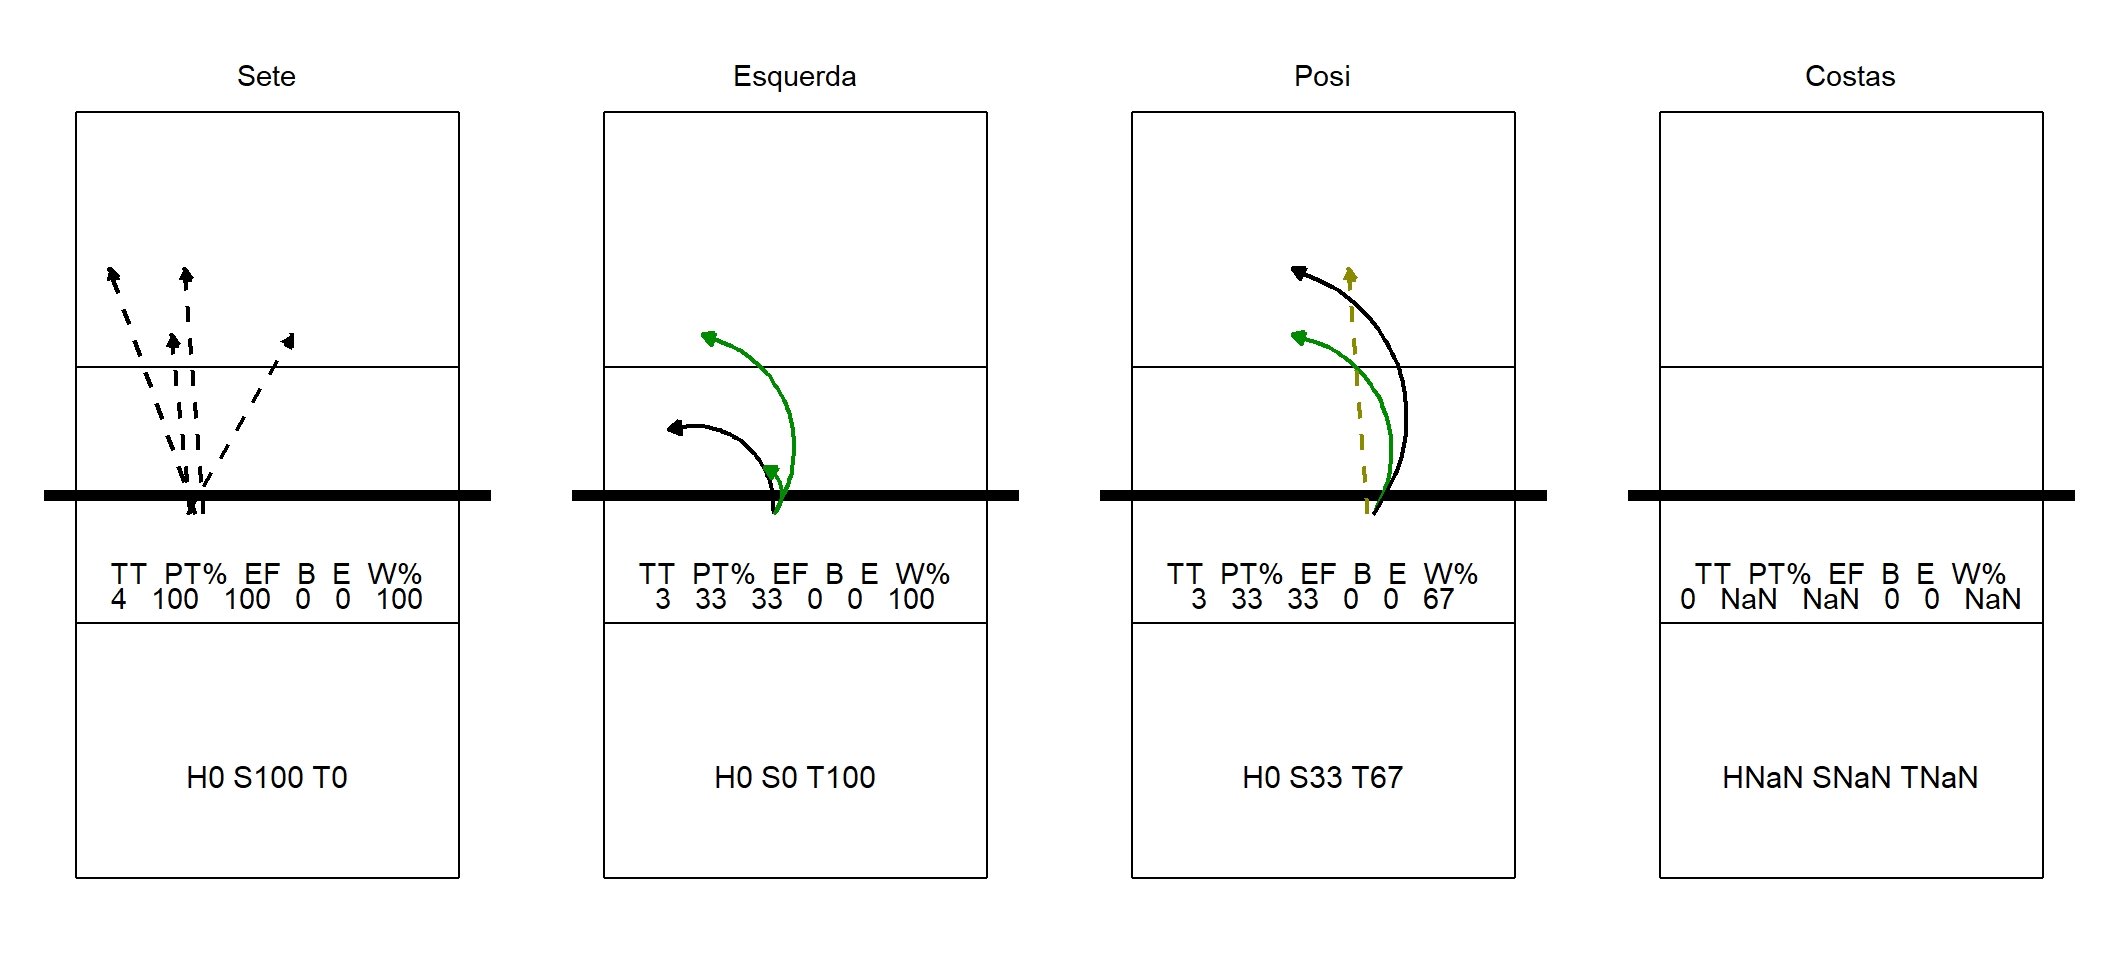 Sete
TT PT% EF B E W%
4 100 100 0 0 100
H0 S100 T0
Esquerda
TT PT% EF B E W%
3 33 33 0 0 100
H0 S0 T100
Posi
TT PT% EF B E W%
3 33 33 0 0 67
H0 S33 T67
Costas
TT PT% EF B E W%
0 NaN NaN 0 0 NaN
HNaN SNaN TNaN